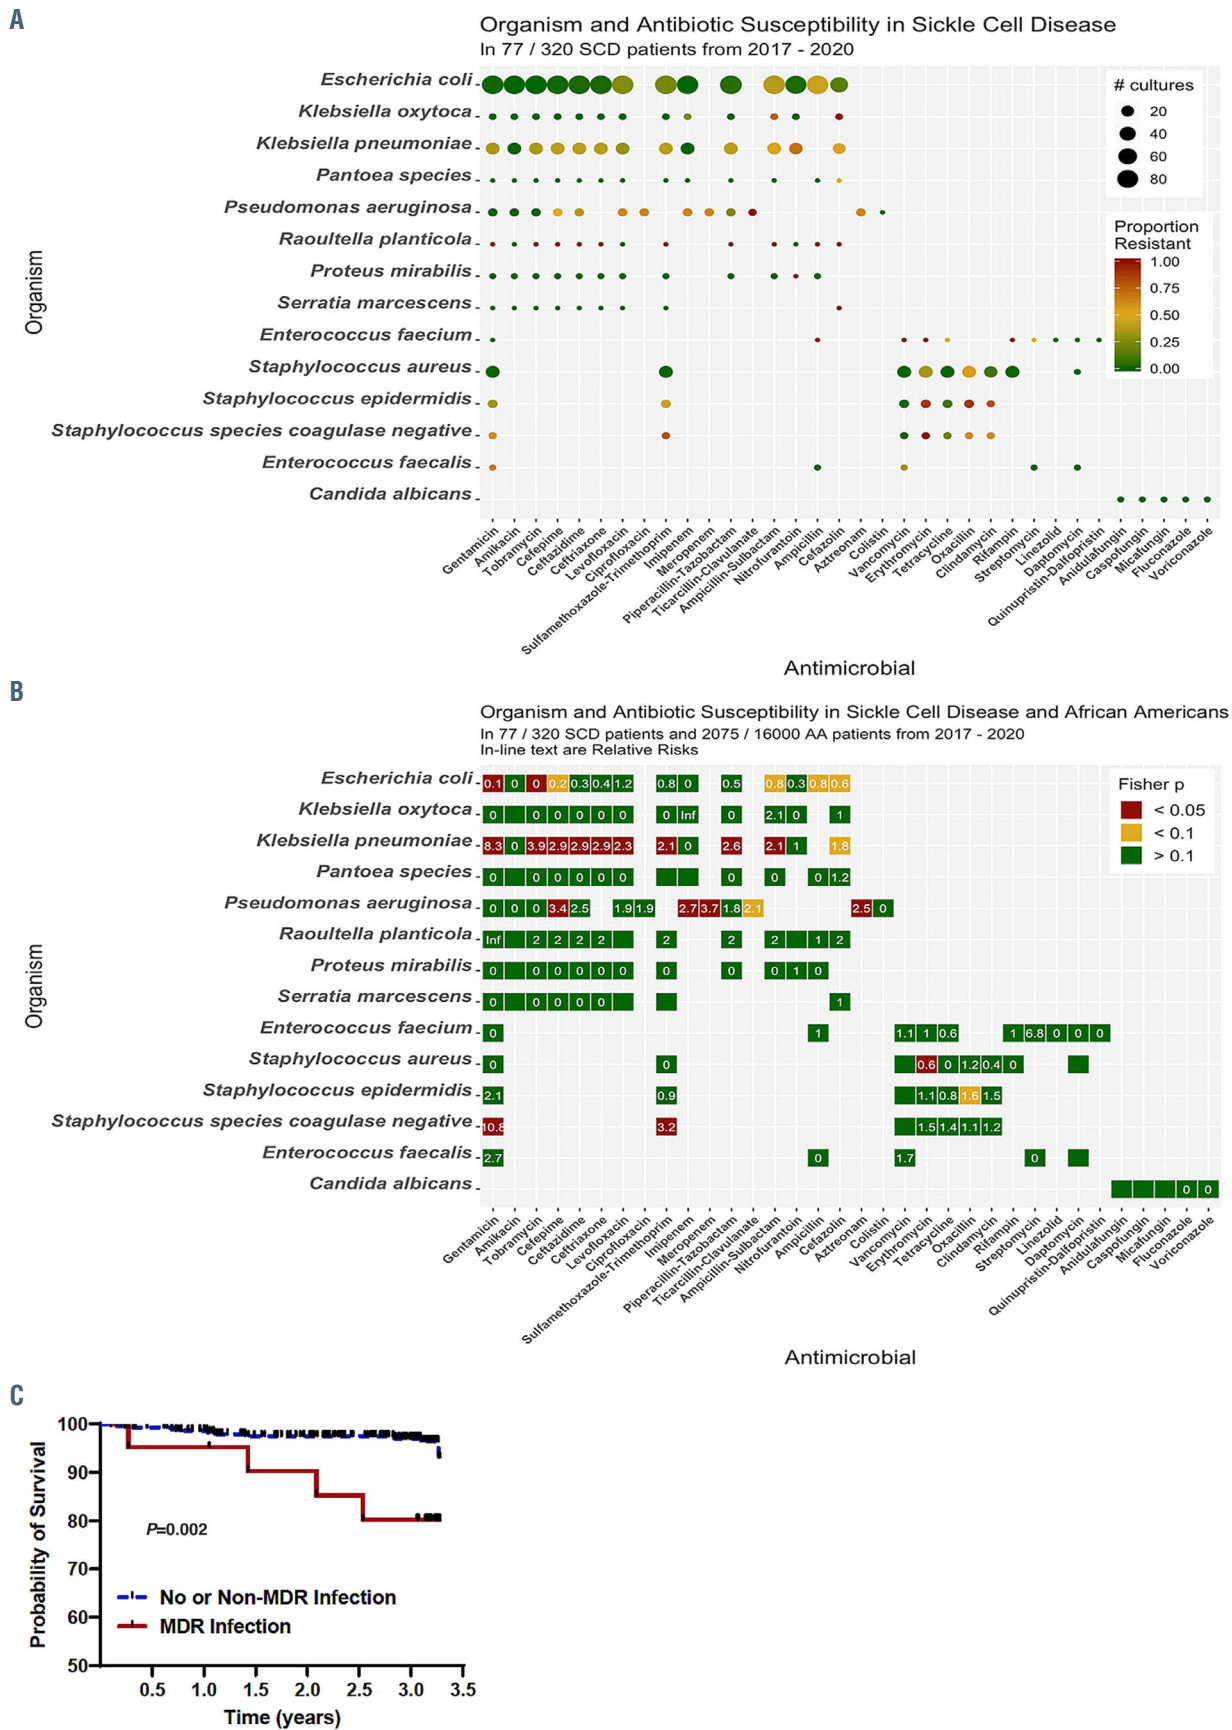 A
Organism and Antibiotic Susceptibility in Sickle Cell Disease
In 77 / 320 SCD patients from 2017 - 2020
Escherichia coli
Klebsiella oxytoca
Klebsiella pneumoniae
Pantoea species
Pseudomonas aeruginosa
Raoultella planticola
Proteus mirabilis
Serratia marcescens
Enterococcus faecium
Staphylococcus aureus
Staphylococcus epidermidis
Staphylococcus species coagulase negative
Enterococcus faecalis
Candida albicans
Organism
# cultures
20
40
60
80
Proportion
Resistant
1.00
0.75
0.50
0.25
0.00
Gentamicin
Amikacin
Tobramycin
Cefepime
Ceftazidime
Ceftriaxone
Levofloxacin
Ciprofloxacin
Sulfamethoxazole-Trimethoprim
Imipenem
Meropenem
Piperacillin-Tazobactam
Ticarcillin-Clavulanate
Ampicillin-Sulbactam
Nitrofurantoin
Ampicillin
Cefazolin
Aztreonam
Colistin
Vancomycin
Erythromycin
Tetracycline
Oxacillin
Clindamycin
Rifampin
Streptomycin
Linezolid
Daptomycin
Quinupristin-Dalfopristin
Anidulafungin
Caspofungin
Micafungin
Fluconazole
Voriconazole
Antimicrobial
B
Organism and Antibiotic Susceptibility in Sickle Cell Disease and African Americans
In 77 / 320 SCD patients and 2075 / 16000 AA patients from 2017 - 2020
In-line text are Relative Risks
Escherichia coli 0.1 0 0 0.2 0.3 0.4 1.2 0.8 0 0.5 0.8 0.3 0.8 0.6
Klebsiella oxytoca 0 0 0 0 0 0 0 0 Inf 0 2.1 0 1
Klebsiella pneumoniae 8.3 0 3.9 2.9 2.9 2.9 2.3 2.1 0 2.6 2.1 1 1.8
Pantoea species 0 0 0 0 0 0 0 0 0 0 1.2
Pseudomonas aeruginosa 0 0 0 3.4 2.5 1.9 1.9 2.7 3.7 1.8 2.1 2.5 0
Raoultella planticola Inf 2 2 2 2 2 2 2 1 2
Proteus mirabilis 0 0 0 0 0 0 0 0 0 0 1 0
Serratia marcescens 0 0 0 0 0 1
Enterococcus faecium 0 1 1.1 1 0.6 1 6.8 0 0 0
Staphylococcus aureus 0 0 0.6 0 1.2 0.4 0
Staphylococcus epidermidis 2.1 0.9 1.1 0.8 1.6 1.5
Staphylococcus species coagulase negative 10.8 3.2 1.5 1.4 1.1 1.2
Enterococcus faecalis 2.7 0 1.7 0
Candida albicans 0 0
Organism
Fisher p
< 0.05
< 0.1
> 0.1
Gentamicin
Amikacin
Tobramycin
Cefepime
Ceftazidime
Ceftriaxone
Levofloxacin
Ciprofloxacin
Sulfamethoxazole-Trimethoprim
Imipenem
Meropenem
Piperacillin-Tazobactam
Ticarcillin-Clavulanate
Ampicillin-Sulbactam
Nitrofurantoin
Ampicillin
Cefazolin
Aztreonam
Colistin
Vancomycin
Erythromycin
Tetracycline
Oxacillin
Clindamycin
Rifampin
Streptomycin
Linezolid
Daptomycin
Quinupristin-Dalfopristin
Anidulafungin
Caspofungin
Micafungin
Fluconazole
Voriconazole
Antimicrobial
C
Probability of Survival
100
90
80
70
60
50
P=0.002
No or Non-MDR Infection
MDR Infection
0.5 1.0 1.5 2.0 2.5 3.0 3.5
Time (years)